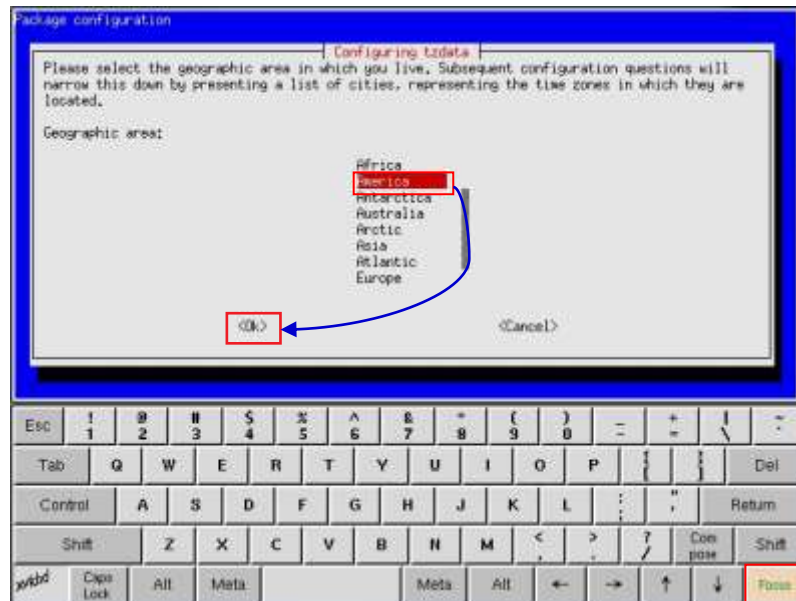 Package configuration
Configuring tzdata
Please select the geographic area in which you live. Subsequent configuration questions will
narrow this down by presenting a list of cities, representing the time zones in which they are
located.
Geographic area:
Africa
America
Antarctica
Australia
Arctic
Asia
Atlantic
Europe
<Ok> <Cancel>
Esc ! 1 @ 2 # 3 $ 4 % 5 ^ 6 & 7 * 8 ( 9 ) 0 _ - + = | \ ~ `
Tab Q W E R T Y U I O P { [ } ] Del
Control A S D F G H J K L : ; " ' Return
Shift Z X C V B N M < , > . ? / Com pose Shift
xvkbd Caps Lock Alt Meta Meta Alt ← → ↑ ↓ Focus